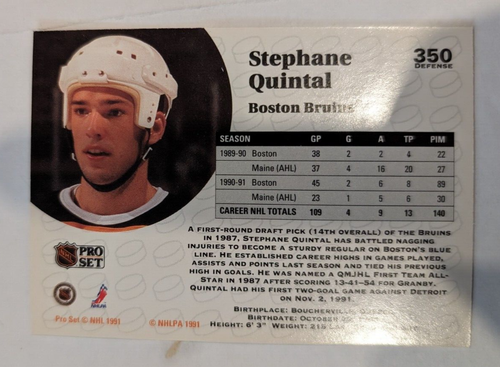 Stephane
Quintal
Boston Bruins
350
DEFENSE
SEASON GP G A TP PIM
1989-90 Boston 38 2 2 4 22
Maine (AHL) 37 4 16 20 27
1990-91 Boston 45 2 6 8 89
Maine (AHL) 23 1 5 6 30
CAREER NHL TOTALS 109 4 9 13 140
A FIRST-ROUND DRAFT PICK (14TH OVERALL) OF THE BRUINS
IN 1987, STEPHANE QUINTAL HAS BATTLED NAGGING
INJURIES TO BECOME A STURDY REGULAR ON BOSTON'S BLUE
LINE. HE ESTABLISHED CAREER HIGHS IN GAMES PLAYED,
ASSISTS AND POINTS LAST SEASON AND TIED HIS PREVIOUS
HIGH IN GOALS. HE WAS NAMED A QMJHL FIRST TEAM ALL-
STAR IN 1987 AFTER SCORING 13-41-54 FOR GRANBY.
QUINTAL HAD HIS FIRST TWO-GOAL GAME AGAINST DETROIT
ON NOV. 2, 1991.
BIRTHPLACE: BOUCHERVILLE
BIRTHDATE: OCTOBER
HEIGHT: 6' 3" WEIGHT:
NHL PRO
SET
NHLPA
Pro Set © NHL 1991 © NHLPA 1991